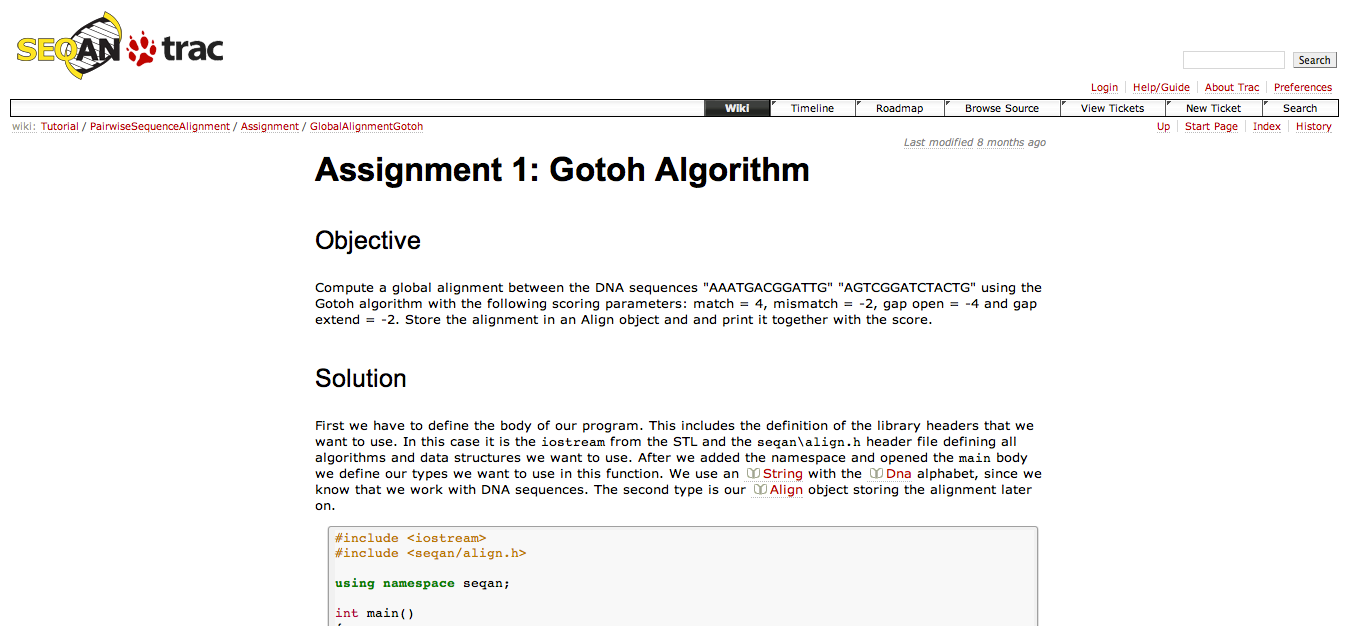 SEQAN trac
Search
Login Help/Guide About Trac Preferences
Wiki Timeline Roadmap Browse Source View Tickets New Ticket Search
wiki: Tutorial / PairwiseSequenceAlignment / Assignment / GlobalAlignmentGotoh
Up Start Page Index History
Last modified 8 months ago
Assignment 1: Gotoh Algorithm
Objective
Compute a global alignment between the DNA sequences "AAATGACGGATTG" "AGTCGGATCTACTG" using the
Gotoh algorithm with the following scoring parameters: match = 4, mismatch = -2, gap open = -4 and gap
extend = -2. Store the alignment in an Align object and and print it together with the score.
Solution
First we have to define the body of our program. This includes the definition of the library headers that we
want to use. In this case it is the iostream from the STL and the seqan\align.h header file defining all
algorithms and data structures we want to use. After we added the namespace and opened the main body
we define our types we want to use in this function. We use an String with the Dna alphabet, since we
know that we work with DNA sequences. The second type is our Align object storing the alignment later
on.
#include <iostream>
#include <seqan/align.h>
using namespace seqan;
int main()